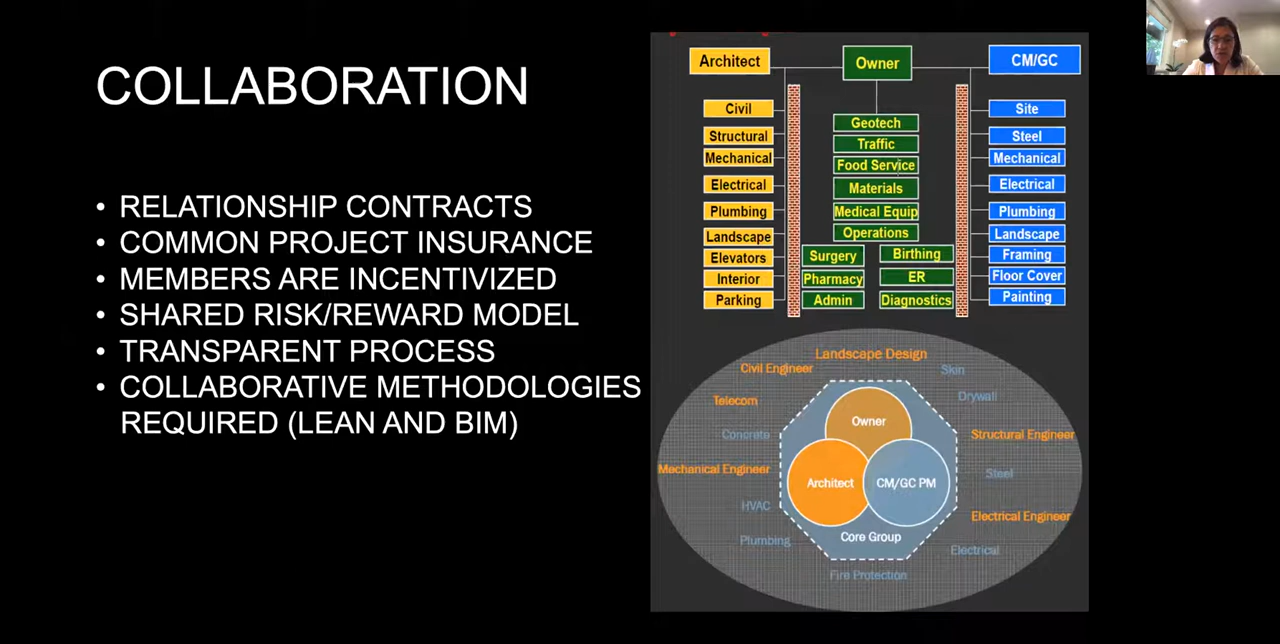 COLLABORATION
• RELATIONSHIP CONTRACTS
• COMMON PROJECT INSURANCE
• MEMBERS ARE INCENTIVIZED
• SHARED RISK/REWARD MODEL
• TRANSPARENT PROCESS
• COLLABORATIVE METHODOLOGIES
REQUIRED (LEAN AND BIM)
Architect
Civil
Structural
Mechanical
Electrical
Plumbing
Landscape
Elevators
Interior
Parking
Owner
Geotech
Traffic
Food Service
Materials
Medical Equip
Operations
Surgery
Birthing
Pharmacy
ER
Admin
Diagnostics
CM/GC
Site
Steel
Mechanical
Electrical
Plumbing
Landscape
Framing
Floor Cover
Painting
Landscape Design
Civil Engineer
Skin
Telecom
Drywall
Owner
Concrete
Structural Engineer
Mechanical Engineer
Steel
Architect
CM/GC PM
HVAC
Electrical Engineer
Core Group
Plumbing
Electrical
Fire Protection